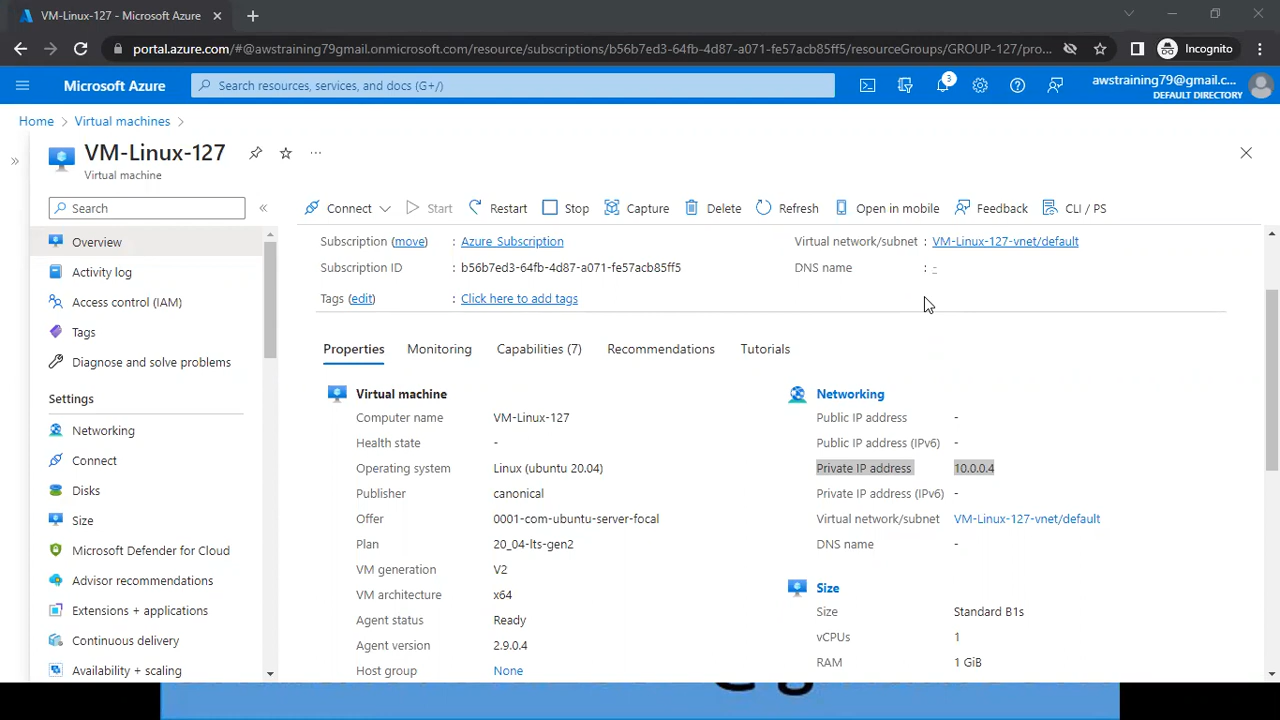 VM-Linux-127 - Microsoft Azure
portal.azure.com/#@awstraining79gmail.onmicrosoft.com/resource/subscriptions/b56b7ed3-64fb-4d87-a071-fe57acb85ff5/resourceGroups/GROUP-127/pro...
Incognito
Microsoft Azure
Search resources, services, and docs (G+/)
3
awstraining79@gmail.c...
DEFAULT DIRECTORY
Home > Virtual machines >
VM-Linux-127
Virtual machine
Search
Connect Start Restart Stop Capture Delete Refresh Open in mobile Feedback CLI / PS
Overview
Activity log
Access control (IAM)
Tags
Diagnose and solve problems
Settings
Networking
Connect
Disks
Size
Microsoft Defender for Cloud
Advisor recommendations
Extensions + applications
Continuous delivery
Availability + scaling
Subscription (move) : Azure Subscription
Subscription ID : b56b7ed3-64fb-4d87-a071-fe57acb85ff5
Tags (edit) : Click here to add tags
Virtual network/subnet : VM-Linux-127-vnet/default
DNS name : -
Properties Monitoring Capabilities (7) Recommendations Tutorials
Virtual machine
Computer name VM-Linux-127
Health state -
Operating system Linux (ubuntu 20.04)
Publisher canonical
Offer 0001-com-ubuntu-server-focal
Plan 20_04-lts-gen2
VM generation V2
VM architecture x64
Agent status Ready
Agent version 2.9.0.4
Host group None
Networking
Public IP address -
Public IP address (IPv6) -
Private IP address 10.0.0.4
Private IP address (IPv6) -
Virtual network/subnet VM-Linux-127-vnet/default
DNS name -
Size
Size Standard B1s
vCPUs 1
RAM 1 GiB